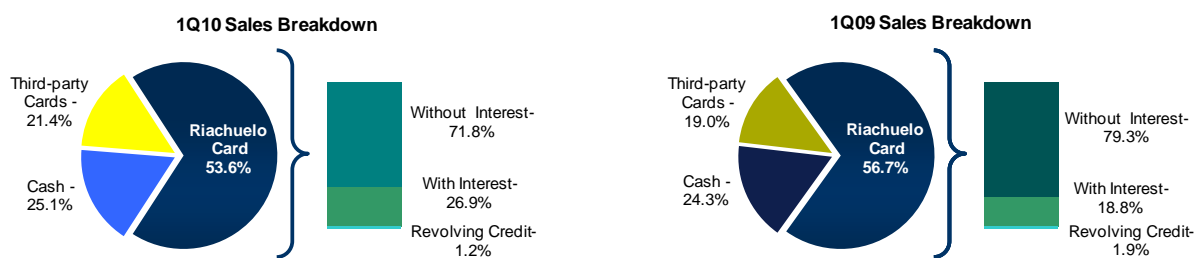 1Q10 Sales Breakdown
Third-party
Cards -
21.4%
Riachuelo
Card
53.6%
Cash -
25.1%
Without Interest-
71.8%
With Interest-
26.9%
Revolving Credit-
1.2%
1Q09 Sales Breakdown
Third-party
Cards -
19.0%
Riachuelo
Card
56.7%
Cash -
24.3%
Without Interest-
79.3%
With Interest-
18.8%
Revolving Credit-
1.9%